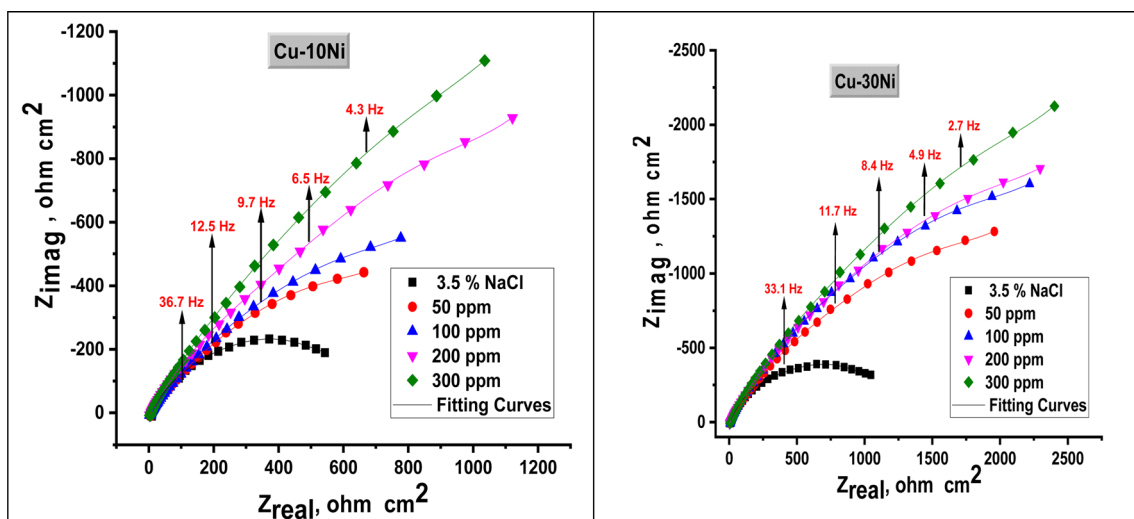 Cu-10Ni
-1200
-1000
-800
-600
-400
-200
0
Zimag , ohm cm2
36.7 Hz
12.5 Hz
9.7 Hz
6.5 Hz
4.3 Hz
3.5 % NaCl
50 ppm
100 ppm
200 ppm
300 ppm
Fitting Curves
0 200 400 600 800 1000 1200
Zreal, ohm cm2
Cu-30Ni
-2500
-2000
-1500
-1000
-500
0
Zimag , ohm cm2
33.1 Hz
11.7 Hz
8.4 Hz
4.9 Hz
2.7 Hz
3.5 % NaCl
50 ppm
100 ppm
200 ppm
300 ppm
Fitting Curves
0 500 1000 1500 2000 2500
Zreal, ohm cm2